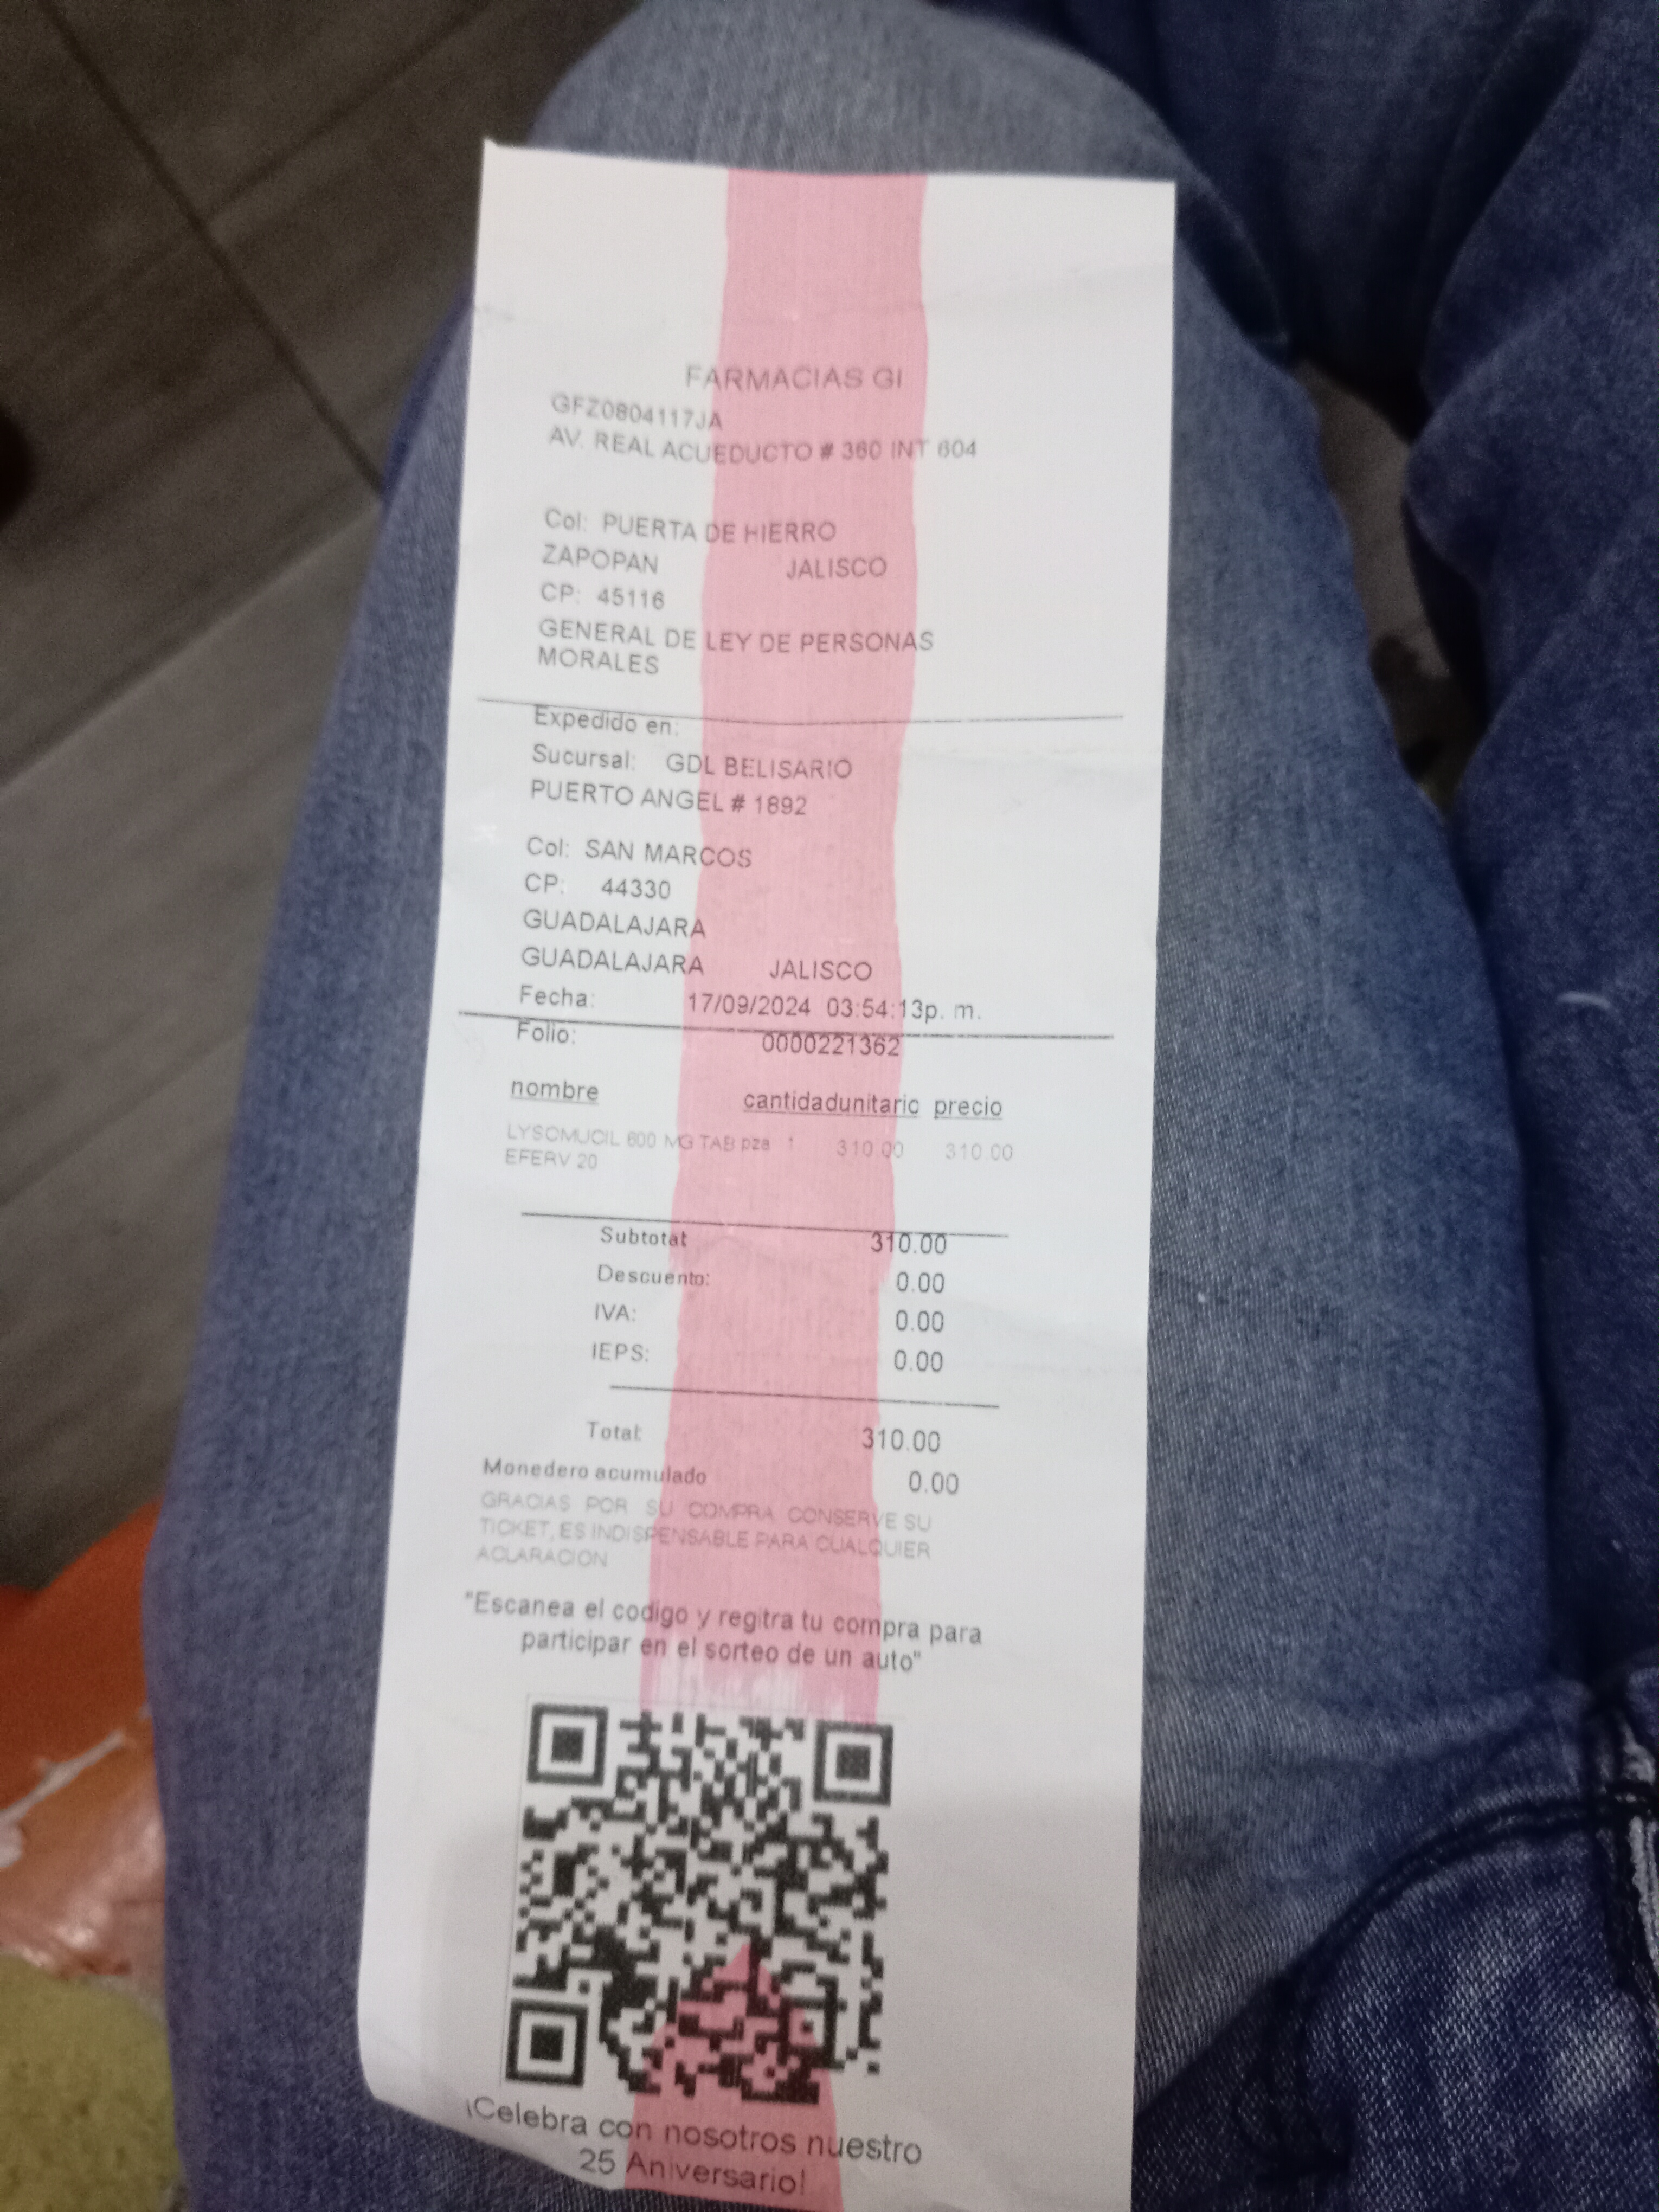 FARMACIAS GI
GFZ0804117JA
AV. REAL ACUEDUCTO # 360 INT 604
Col: PUERTA DE HIERRO
ZAPOPAN JALISCO
CP: 45116
GENERAL DE LEY DE PERSONAS
MORALES
Expedido en:
Sucursal: GDL BELISARIO
PUERTO ANGEL # 1892
Col: SAN MARCOS
CP: 44330
GUADALAJARA
GUADALAJARA JALISCO
Fecha: 17/09/2024 03:54:13p. m.
Folio: 0000221362
nombre cantidadunitario precio
LYSOMUCIL 600 MG TAB pza 1 310.00 310.00
EFERV 20
Subtotal: 310.00
Descuento: 0.00
IVA: 0.00
IEPS: 0.00
Total: 310.00
Monedero acumulado 0.00
GRACIAS POR SU COMPRA CONSERVE SU
TICKET, ES INDISPENSABLE PARA CUALQUIER
ACLARACION
"Escanea el codigo y regitra tu compra para
participar en el sorteo de un auto"
¡Celebra con nosotros nuestro
25 Aniversario!